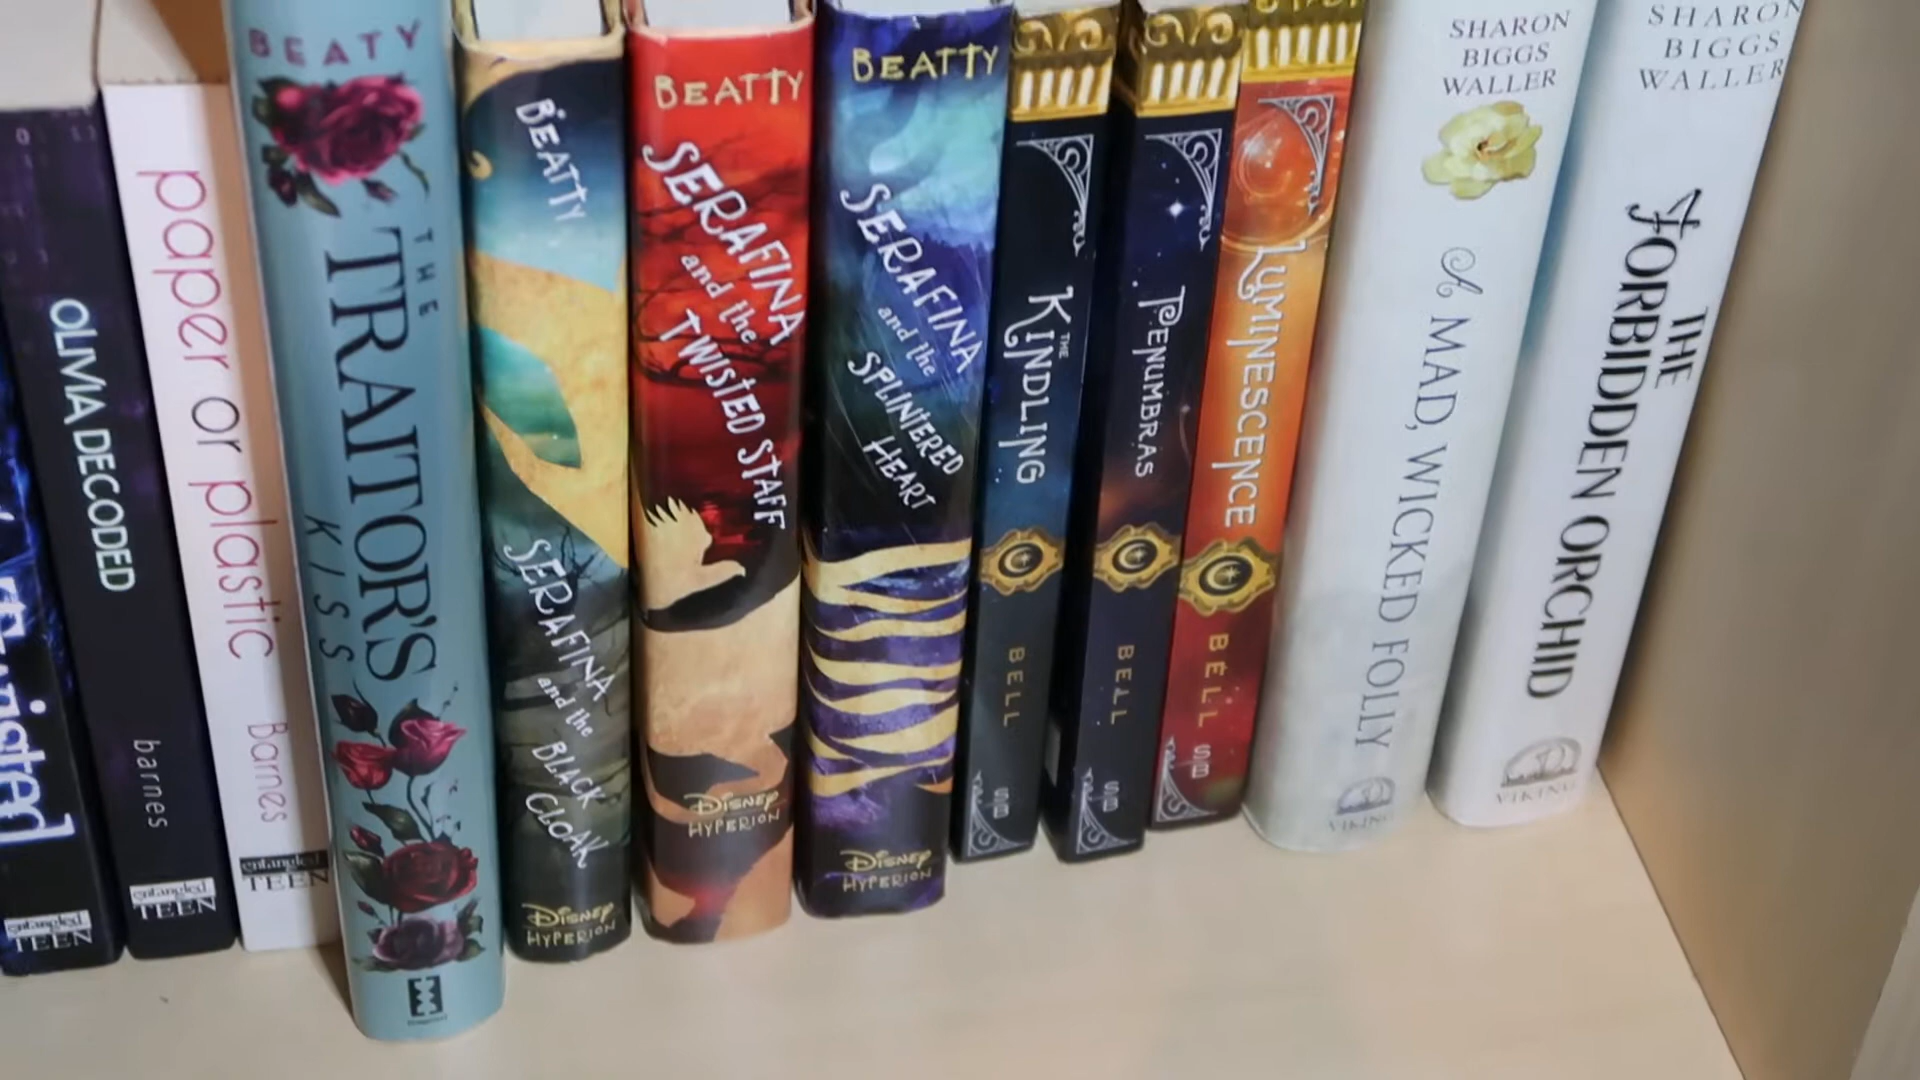 OLIVIA DECODED
barnes
entangled
TEEN
entangled
TEEN
paper or plastic
Barnes
entangled
TEEN
BEATY
THE
TRAITOR'S
KISS
BEATTY
SERAFINA
and the
BLACK
CLOAK
DISNEY
HYPERION
BEATTY
SERAFINA
and the
TWISTED STAFF
DISNEY
HYPERION
BEATTY
SERAFINA
and the
SPLINTERED
HEART
DISNEY
HYPERION
THE
KINDLING
BELL
SB
PENUMBRAS
BELL
SB
LUMINESCENCE
BELL
SB
SHARON
BIGGS
WALLER
A MAD, WICKED FOLLY
VIKING
SHARON
BIGGS
WALLER
THE
FORBIDDEN ORCHID
VIKING